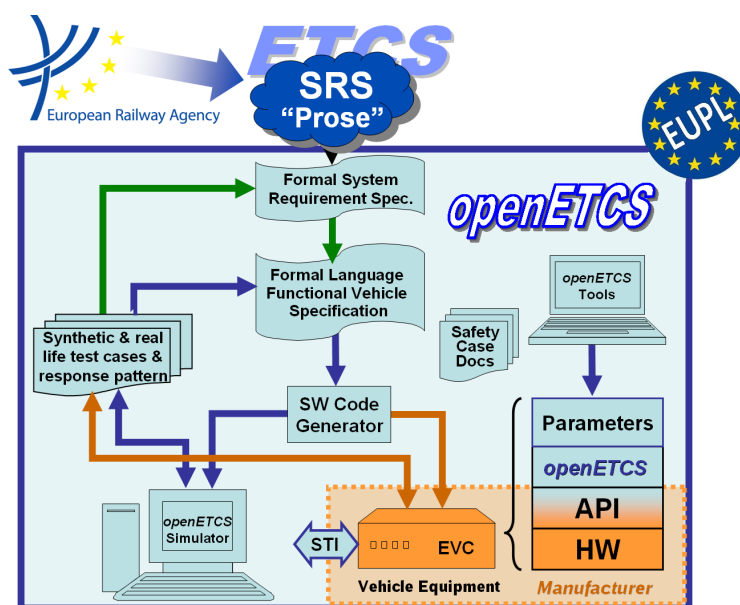 ETCS
SRS
“Prose”
European Railway Agency
EUPL
Formal System
Requirement Spec.
openETCS
Formal Language
Functional Vehicle
Specification
openETCS
Tools
Synthetic & real
life test cases &
response pattern
Safety
Case
Docs
SW Code
Generator
Parameters
openETCS
API
HW
openETCS
Simulator
STI
EVC
Vehicle Equipment
Manufacturer